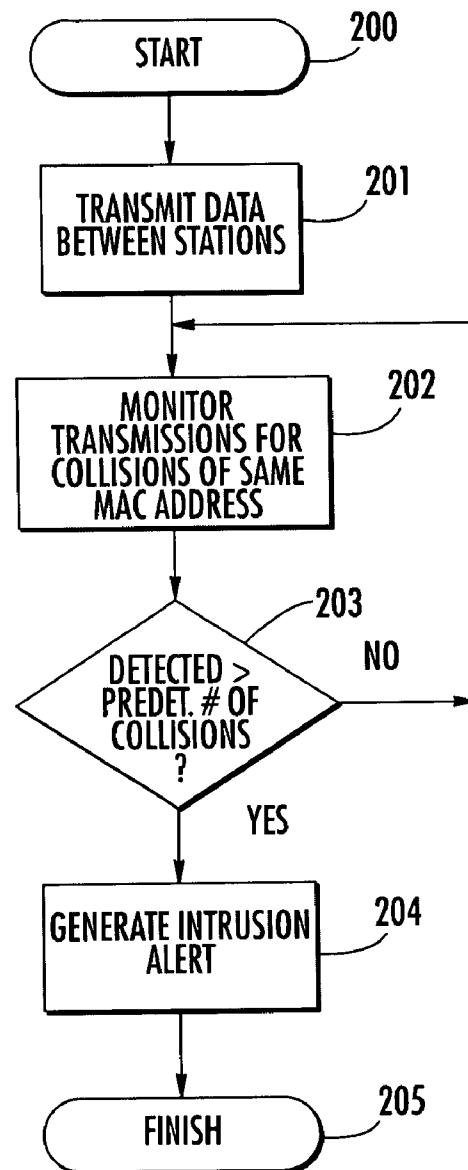 START
200
TRANSMIT DATA
BETWEEN STATIONS
201
MONITOR
TRANSMISSIONS FOR
COLLISIONS OF SAME
MAC ADDRESS
202
DETECTED >
PREDET. # OF
COLLISIONS
?
203
NO
YES
GENERATE INTRUSION
ALERT
204
FINISH
205